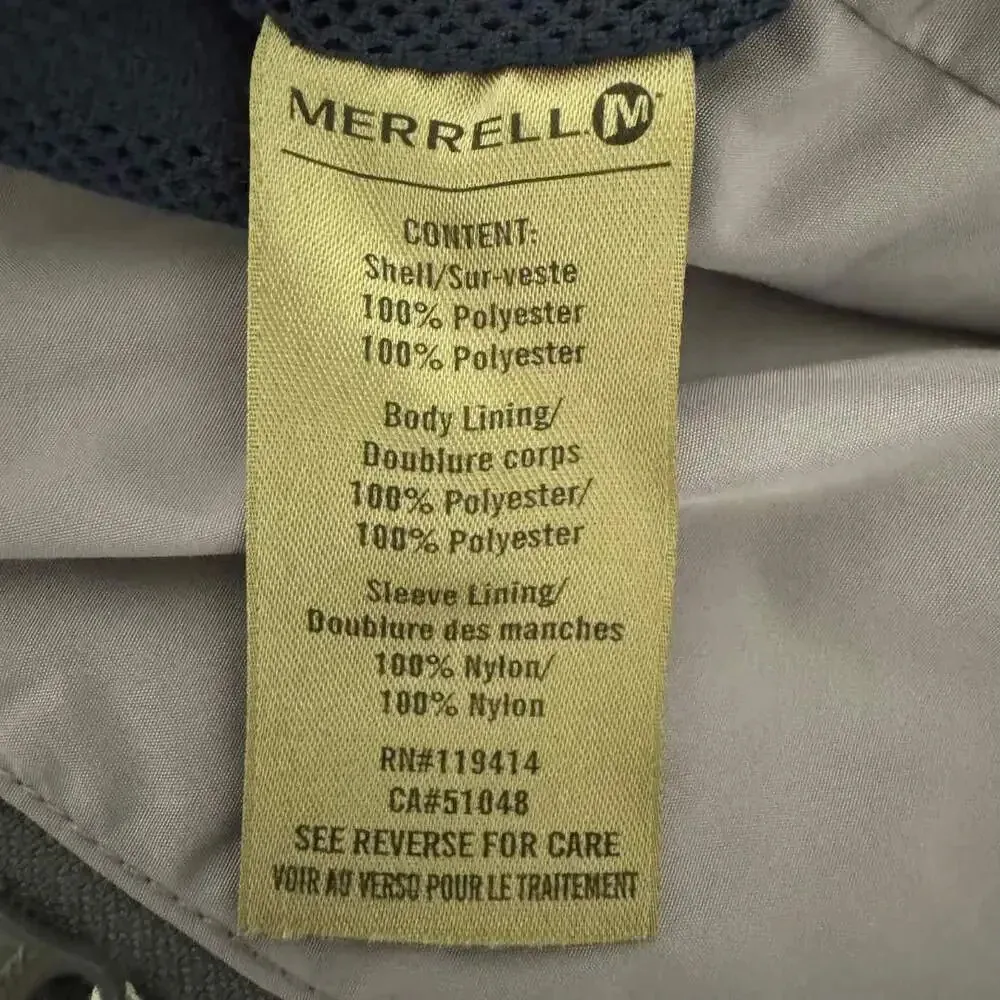 MERRELL M
CONTENT:
Shell/Sur-veste
100% Polyester
100% Polyester
Body Lining/
Doublure corps
100% Polyester/
100% Polyester
Sleeve Lining/
Doublure des manches
100% Nylon/
100% Nylon
RN#119414
CA#51048
SEE REVERSE FOR CARE
VOIR AU VERSO POUR LE TRAITEMENT